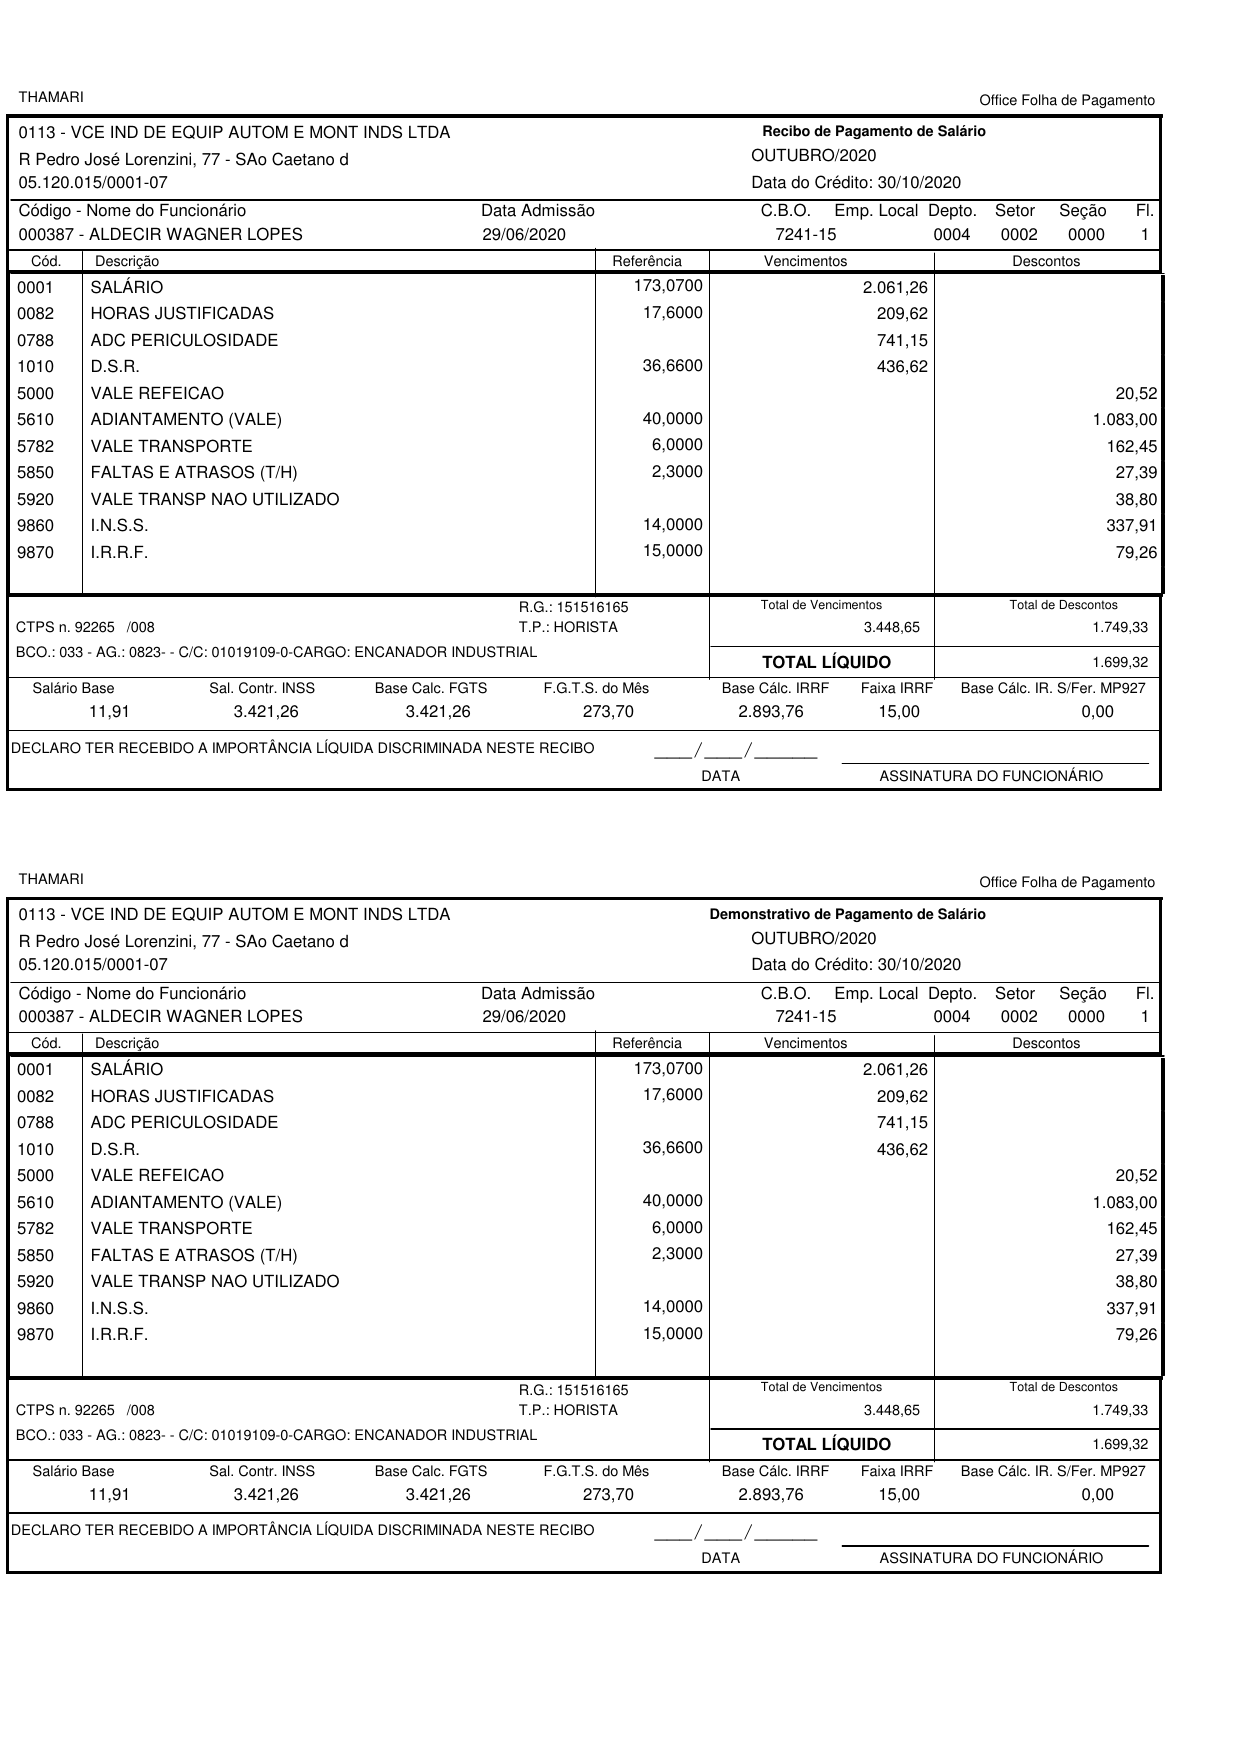 THAMARI
Office Folha de Pagamento
0113 - VCE IND DE EQUIP AUTOM E MONT INDS LTDA Recibo de Pagamento de Salário
R Pedro José Lorenzini, 77 - SAo Caetano d OUTUBRO/2020
05.120.015/0001-07 Data do Crédito: 30/10/2020
Código - Nome do Funcionário Data Admissão C.B.O. Emp. Local Depto. Setor Seção Fl.
000387 - ALDECIR WAGNER LOPES 29/06/2020 7241-15 0004 0002 0000 1
Cód. Descrição Referência Vencimentos Descontos
0001 SALÁRIO 173,0700 2.061,26
0082 HORAS JUSTIFICADAS 17,6000 209,62
0788 ADC PERICULOSIDADE 741,15
1010 D.S.R. 36,6600 436,62
5000 VALE REFEICAO 20,52
5610 ADIANTAMENTO (VALE) 40,0000 1.083,00
5782 VALE TRANSPORTE 6,0000 162,45
5850 FALTAS E ATRASOS (T/H) 2,3000 27,39
5920 VALE TRANSP NAO UTILIZADO 38,80
9860 I.N.S.S. 14,0000 337,91
9870 I.R.R.F. 15,0000 79,26
R.G.: 151516165 Total de Vencimentos Total de Descontos
CTPS n. 92265 /008 T.P.: HORISTA 3.448,65 1.749,33
BCO.: 033 - AG.: 0823- - C/C: 01019109-0-CARGO: ENCANADOR INDUSTRIAL
TOTAL LÍQUIDO 1.699,32
Salário Base Sal. Contr. INSS Base Calc. FGTS F.G.T.S. do Mês Base Cálc. IRRF Faixa IRRF Base Cálc. IR. S/Fer. MP927
11,91 3.421,26 3.421,26 273,70 2.893,76 15,00 0,00
DECLARO TER RECEBIDO A IMPORTÂNCIA LÍQUIDA DISCRIMINADA NESTE RECIBO ____/____/______
DATA ASSINATURA DO FUNCIONÁRIO
THAMARI
Office Folha de Pagamento
0113 - VCE IND DE EQUIP AUTOM E MONT INDS LTDA Demonstrativo de Pagamento de Salário
R Pedro José Lorenzini, 77 - SAo Caetano d OUTUBRO/2020
05.120.015/0001-07 Data do Crédito: 30/10/2020
Código - Nome do Funcionário Data Admissão C.B.O. Emp. Local Depto. Setor Seção Fl.
000387 - ALDECIR WAGNER LOPES 29/06/2020 7241-15 0004 0002 0000 1
Cód. Descrição Referência Vencimentos Descontos
0001 SALÁRIO 173,0700 2.061,26
0082 HORAS JUSTIFICADAS 17,6000 209,62
0788 ADC PERICULOSIDADE 741,15
1010 D.S.R. 36,6600 436,62
5000 VALE REFEICAO 20,52
5610 ADIANTAMENTO (VALE) 40,0000 1.083,00
5782 VALE TRANSPORTE 6,0000 162,45
5850 FALTAS E ATRASOS (T/H) 2,3000 27,39
5920 VALE TRANSP NAO UTILIZADO 38,80
9860 I.N.S.S. 14,0000 337,91
9870 I.R.R.F. 15,0000 79,26
R.G.: 151516165 Total de Vencimentos Total de Descontos
CTPS n. 92265 /008 T.P.: HORISTA 3.448,65 1.749,33
BCO.: 033 - AG.: 0823- - C/C: 01019109-0-CARGO: ENCANADOR INDUSTRIAL
TOTAL LÍQUIDO 1.699,32
Salário Base Sal. Contr. INSS Base Calc. FGTS F.G.T.S. do Mês Base Cálc. IRRF Faixa IRRF Base Cálc. IR. S/Fer. MP927
11,91 3.421,26 3.421,26 273,70 2.893,76 15,00 0,00
DECLARO TER RECEBIDO A IMPORTÂNCIA LÍQUIDA DISCRIMINADA NESTE RECIBO ____/____/______
DATA ASSINATURA DO FUNCIONÁRIO